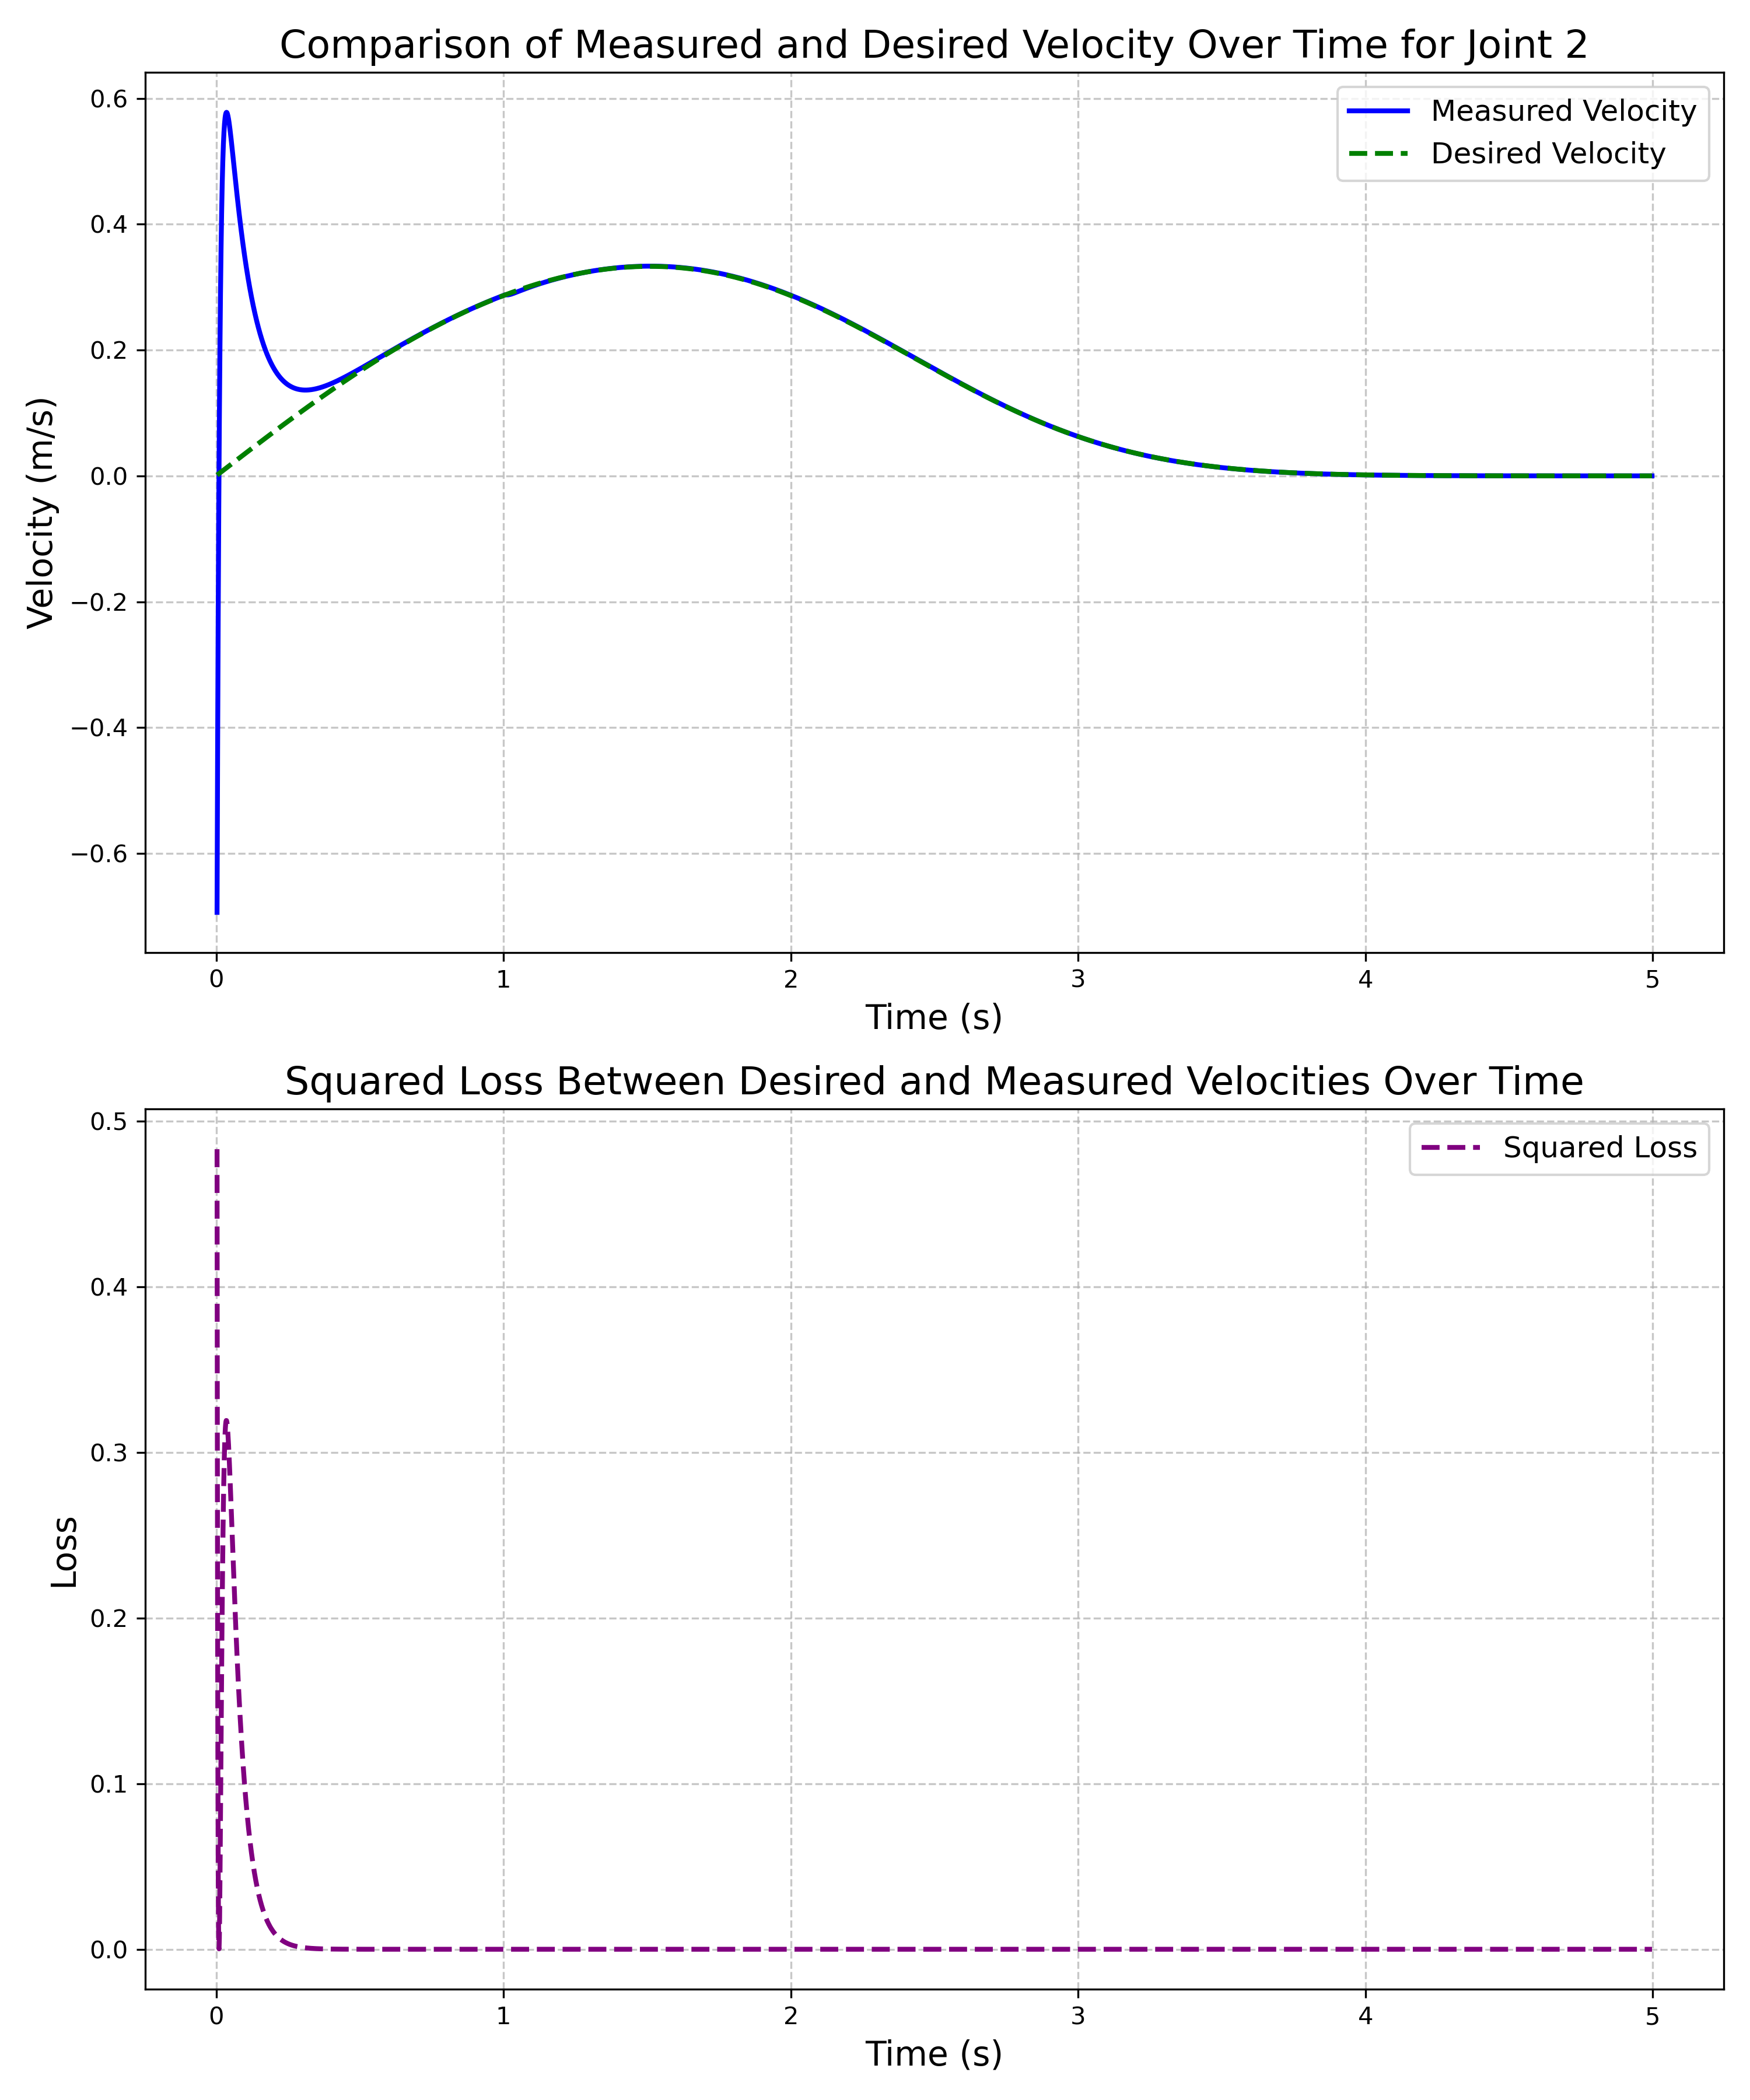 Comparison of Measured and Desired Velocity Over Time for Joint 2
Measured Velocity
Desired Velocity
Velocity (m/s)
0.6
0.4
0.2
0.0
−0.2
−0.4
−0.6
0 1 2 3 4 5
Time (s)
Squared Loss Between Desired and Measured Velocities Over Time
Squared Loss
Loss
0.5
0.4
0.3
0.2
0.1
0.0
0 1 2 3 4 5
Time (s)